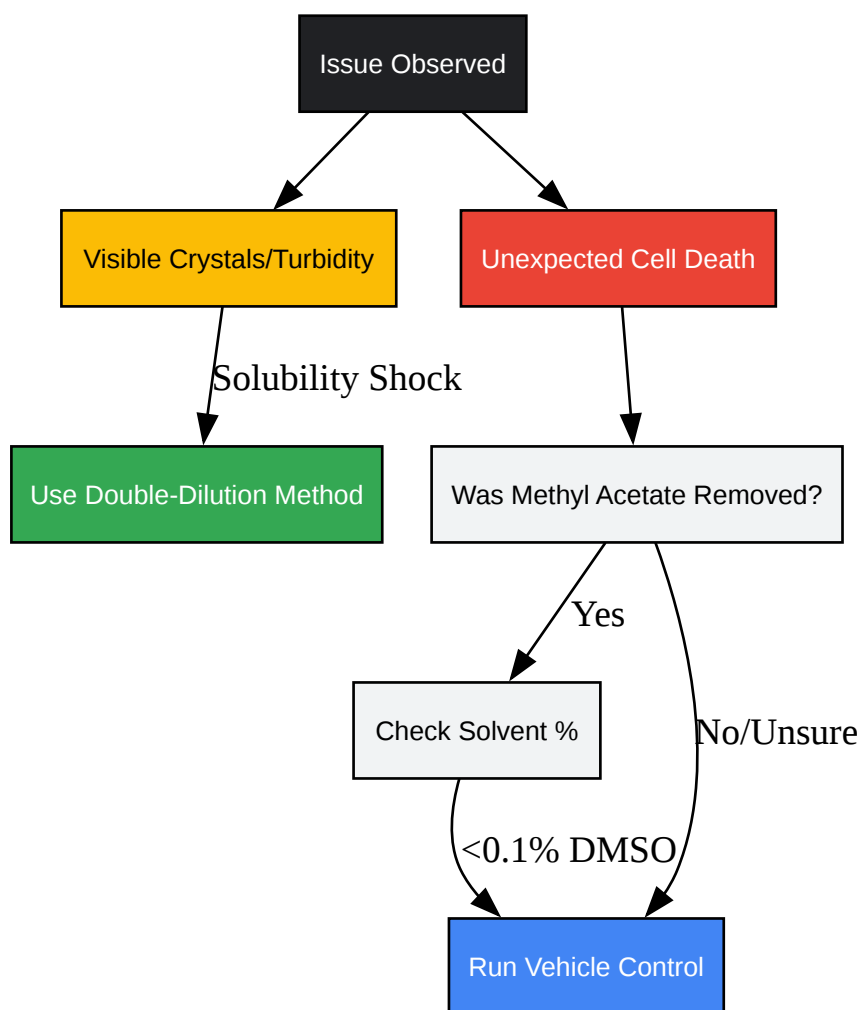 Issue Observed
Visible Crystals/Turbidity
Unexpected Cell Death
Solubility Shock
Use Double-Dilution Method
Was Methyl Acetate Removed?
Yes
Check Solvent %
No/Unsure
<0.1% DMSO
Run Vehicle Control